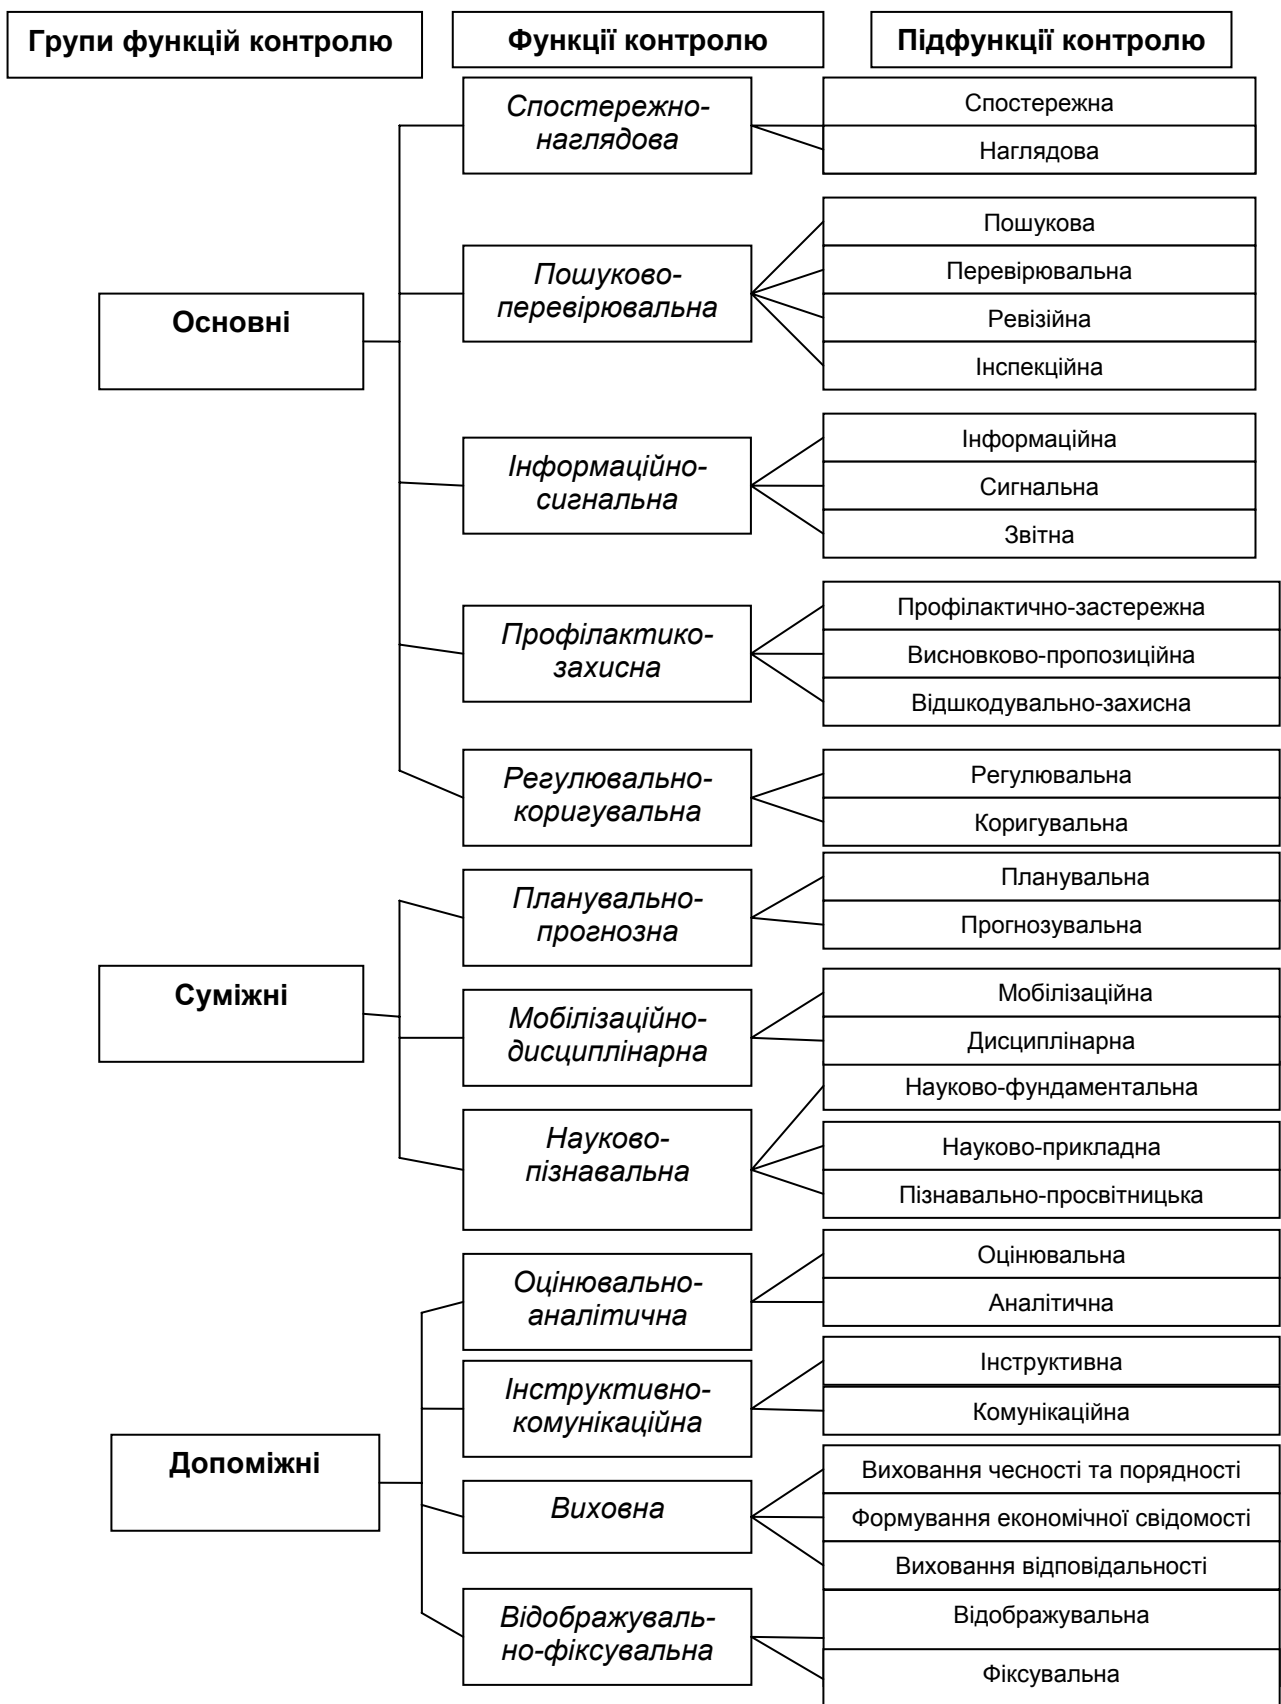 Групи функцій контролю
Функції контролю
Підфункції контролю
Основні
Спостережно-
наглядова
Спостережна
Наглядова
Пошуково-
перевірювальна
Пошукова
Перевірювальна
Ревізійна
Інспекційна
Інформаційно-
сигнальна
Інформаційна
Сигнальна
Звітна
Профілактико-
захисна
Профілактично-застережна
Висновково-пропозиційна
Відшкодувально-захисна
Регулювально-
коригувальна
Регулювальна
Коригувальна
Суміжні
Планувально-
прогнозна
Планувальна
Прогнозувальна
Мобілізаційно-
дисциплінарна
Мобілізаційна
Дисциплінарна
Науково-
пізнавальна
Науково-фундаментальна
Науково-прикладна
Пізнавально-просвітницька
Допоміжні
Оцінювально-
аналітична
Оцінювальна
Аналітична
Інструктивно-
комунікаційна
Інструктивна
Комунікаційна
Виховна
Виховання чесності та порядності
Формування економічної свідомості
Виховання відповідальності
Відображуваль-
но-фіксувальна
Відображувальна
Фіксувальна